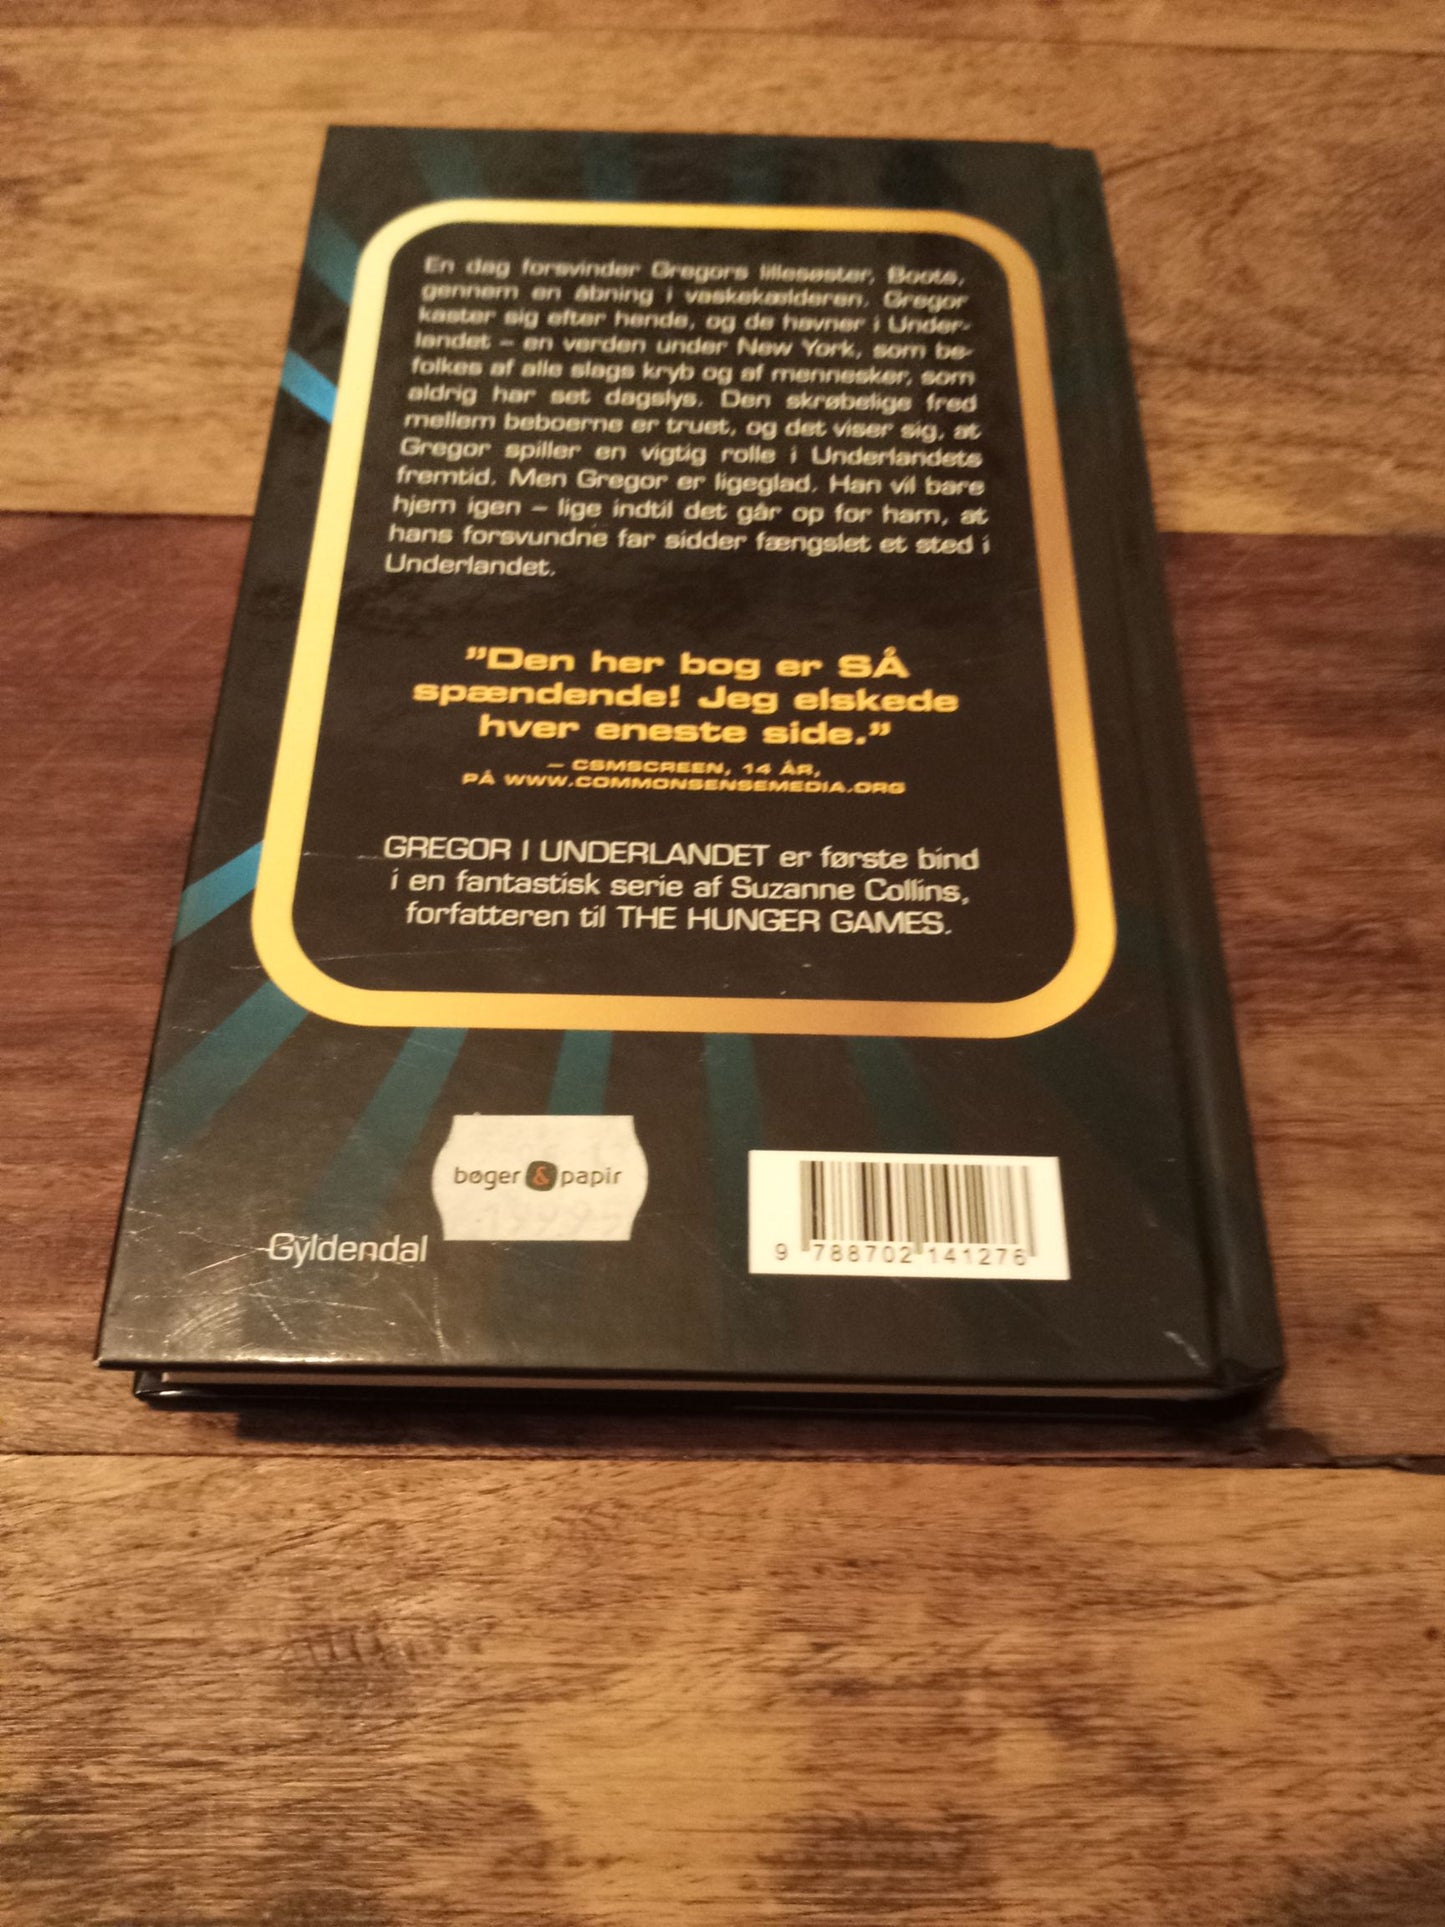 En dag forsvinder Gregors lillesøster, Boots,
gennem en åbning i vaskekælderen. Gregor
kaster sig efter hende, og de havner i Under-
landet – en verden under New York, som be-
folkes af alle slags kryb og af mennesker, som
aldrig har set dagslys. Den skrøbelige fred
mellem beboerne er truet, og det viser sig, at
Gregor spiller en vigtig rolle i Underlandets
fremtid. Men Gregor er ligeglad. Han vil bare
hjem igen – lige indtil det går op for ham, at
hans forsvundne far sidder fængslet et sted i
Underlandet.
”Den her bog er SÅ
spændende! Jeg elskede
hver eneste side.”
– CSMSCREEN, 14 ÅR,
PÅ WWW.COMMONSENSEMEDIA.ORG
GREGOR I UNDERLANDET er første bind
i en fantastisk serie af Suzanne Collins,
forfatteren til THE HUNGER GAMES.
bøger & papir
Gyldendal
9 788702 141276